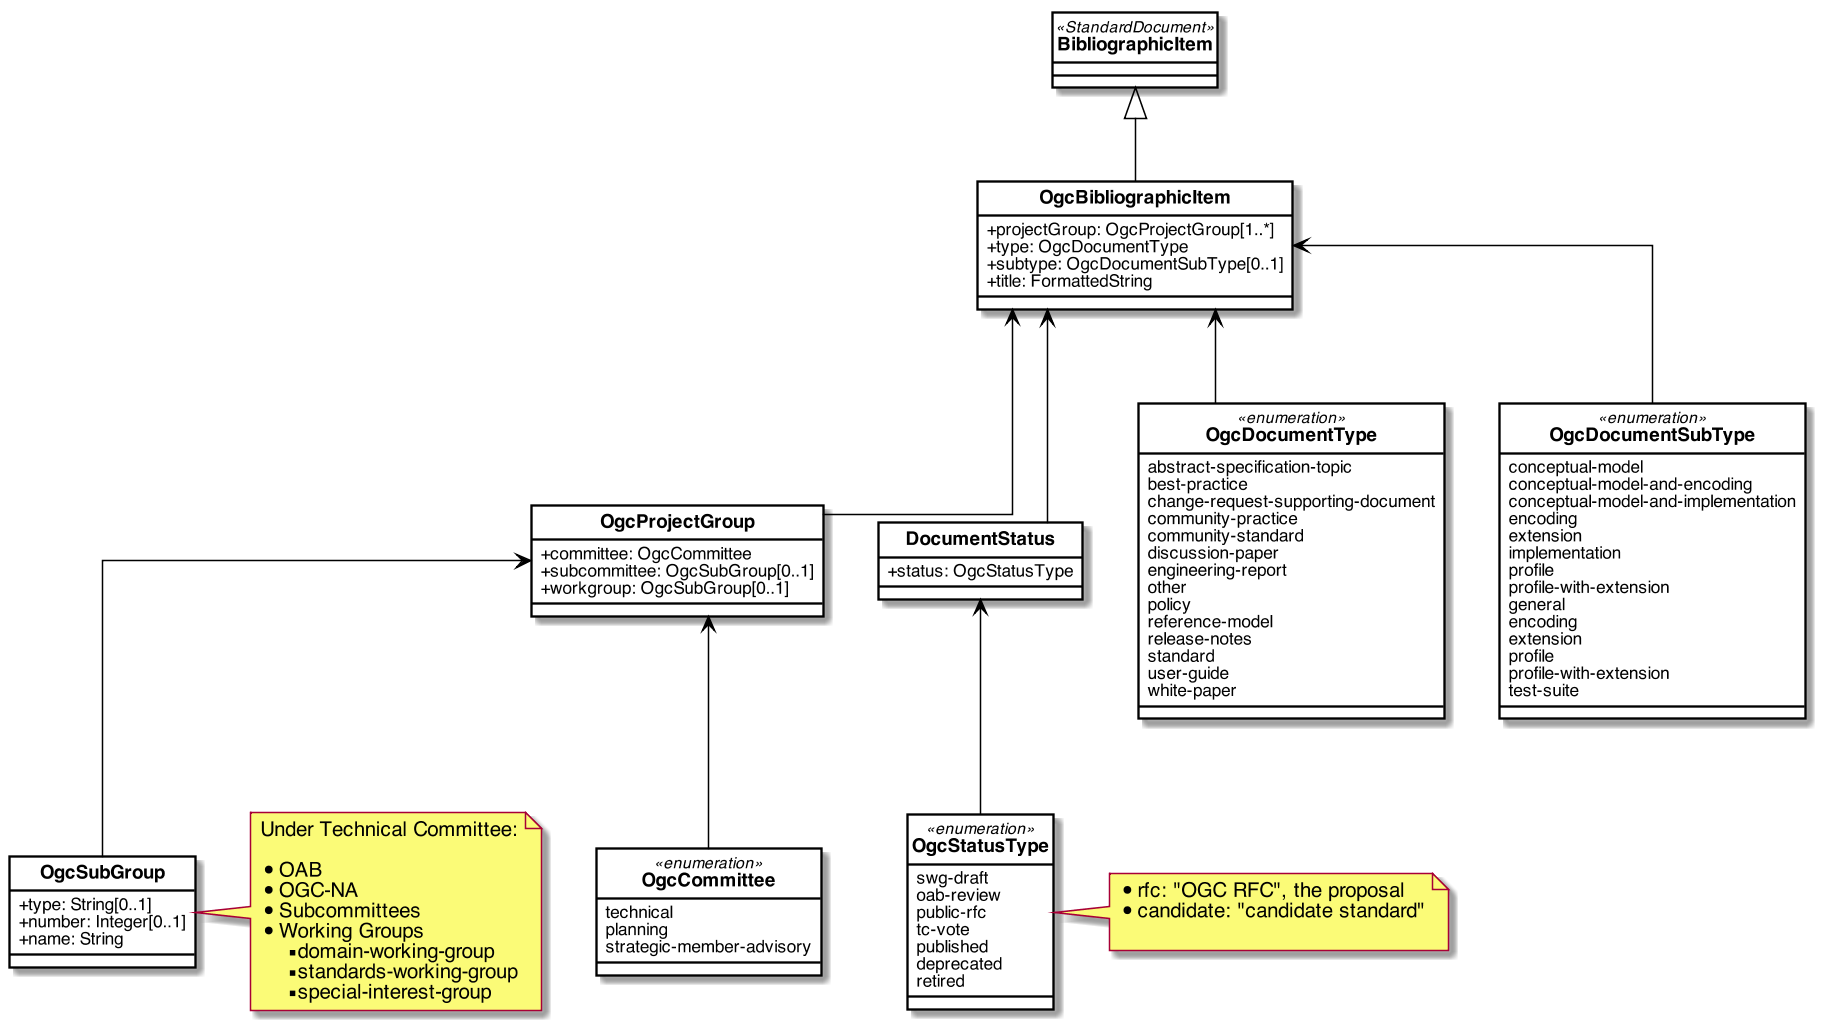 «StandardDocument»
BibliographicItem
OgcBibliographicItem
+projectGroup: OgcProjectGroup[1..*]
+type: OgcDocumentType
+subtype: OgcDocumentSubType[0..1]
+title: FormattedString
«enumeration»
OgcDocumentType
abstract-specification-topic
best-practice
change-request-supporting-document
community-practice
community-standard
discussion-paper
engineering-report
other
policy
reference-model
release-notes
standard
user-guide
white-paper
«enumeration»
OgcDocumentSubType
conceptual-model
conceptual-model-and-encoding
conceptual-model-and-implementation
encoding
extension
implementation
profile
profile-with-extension
general
encoding
extension
profile
profile-with-extension
test-suite
OgcProjectGroup
+committee: OgcCommittee
+subcommittee: OgcSubGroup[0..1]
+workgroup: OgcSubGroup[0..1]
DocumentStatus
+status: OgcStatusType
OgcSubGroup
+type: String[0..1]
+number: Integer[0..1]
+name: String
Under Technical Committee:
• OAB
• OGC-NA
• Subcommittees
• Working Groups
▪domain-working-group
▪standards-working-group
▪special-interest-group
«enumeration»
OgcCommittee
technical
planning
strategic-member-advisory
«enumeration»
OgcStatusType
swg-draft
oab-review
public-rfc
tc-vote
published
deprecated
retired
• rfc: "OGC RFC", the proposal
• candidate: "candidate standard"